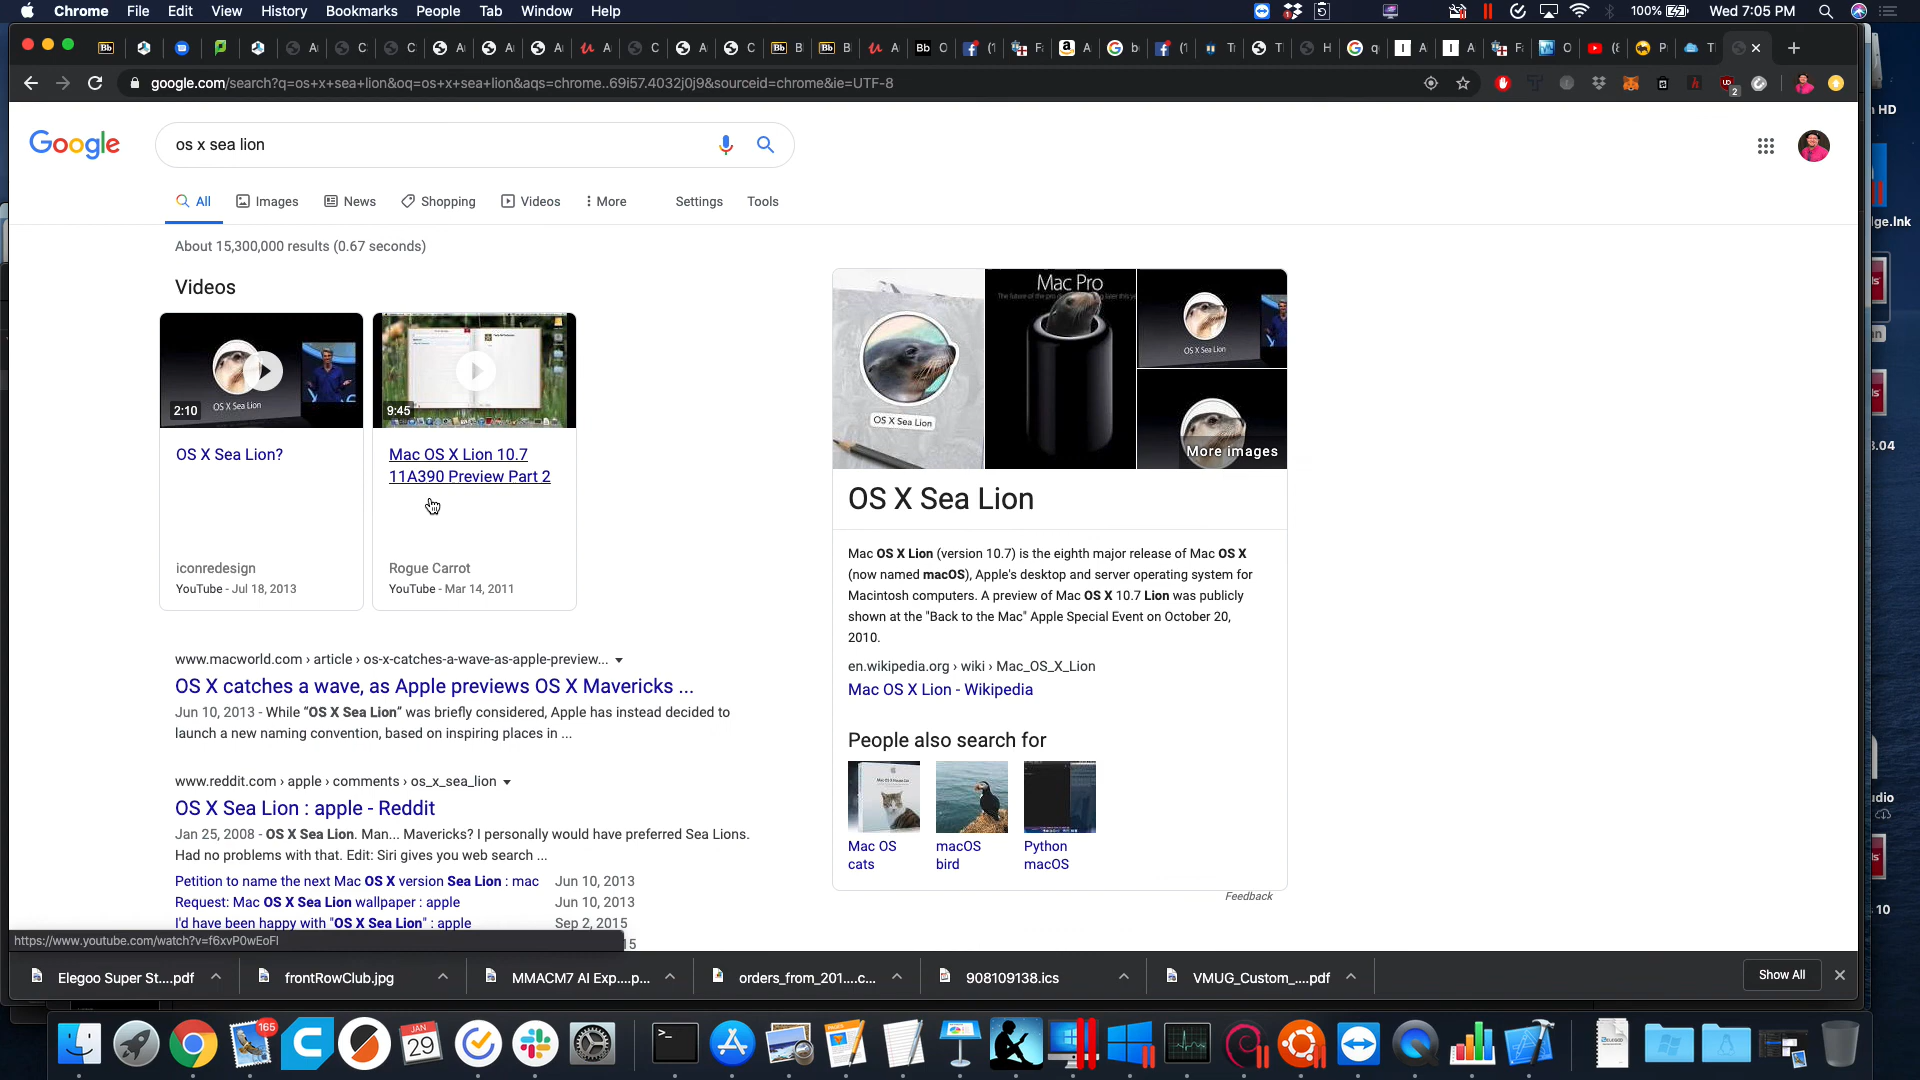 Chrome File Edit View History Bookmarks People Tab Window Help
100% Wed 7:05 PM
google.com/search?q=os+x+sea+lion&oq=os+x+sea+lion&aqs=chrome..69i57.4032j0j9&sourceid=chrome&ie=UTF-8
HD
Google
os x sea lion
All Images News Shopping Videos More Settings Tools
ge.lnk
About 15,300,000 results (0.67 seconds)
Videos
2:10
OS X Sea Lion
9:45
OS X Sea Lion?
iconredesign
YouTube - Jul 18, 2013
Mac OS X Lion 10.7
11A390 Preview Part 2
Rogue Carrot
YouTube - Mar 14, 2011
www.macworld.com › article › os-x-catches-a-wave-as-apple-preview...
OS X catches a wave, as Apple previews OS X Mavericks ...
Jun 10, 2013 - While “OS X Sea Lion” was briefly considered, Apple has instead decided to
launch a new naming convention, based on inspiring places in ...
www.reddit.com › apple › comments › os_x_sea_lion
OS X Sea Lion : apple - Reddit
Jan 25, 2008 - OS X Sea Lion. Man... Mavericks? I personally would have preferred Sea Lions.
Had no problems with that. Edit: Siri gives you web search ...
Petition to name the next Mac OS X version Sea Lion : mac Jun 10, 2013
Request: Mac OS X Sea Lion wallpaper : apple Jun 10, 2013
I'd have been happy with "OS X Sea Lion" : apple Sep 2, 2015
15
https://www.youtube.com/watch?v=f6xvP0wEoFI
OS X Sea Lion
Mac Pro
OS X Sea Lion
More images
OS X Sea Lion
Mac OS X Lion (version 10.7) is the eighth major release of Mac OS X
(now named macOS), Apple's desktop and server operating system for
Macintosh computers. A preview of Mac OS X 10.7 Lion was publicly
shown at the "Back to the Mac" Apple Special Event on October 20,
2010.
en.wikipedia.org › wiki › Mac_OS_X_Lion
Mac OS X Lion - Wikipedia
People also search for
Mac OS
cats
macOS
bird
Python
macOS
Feedback
3.04
dio
10
Elegoo Super St....pdf
frontRowClub.jpg
MMACM7 AI Exp....p...
orders_from_201....c...
908109138.ics
VMUG_Custom_....pdf
Show All
165
JAN
29